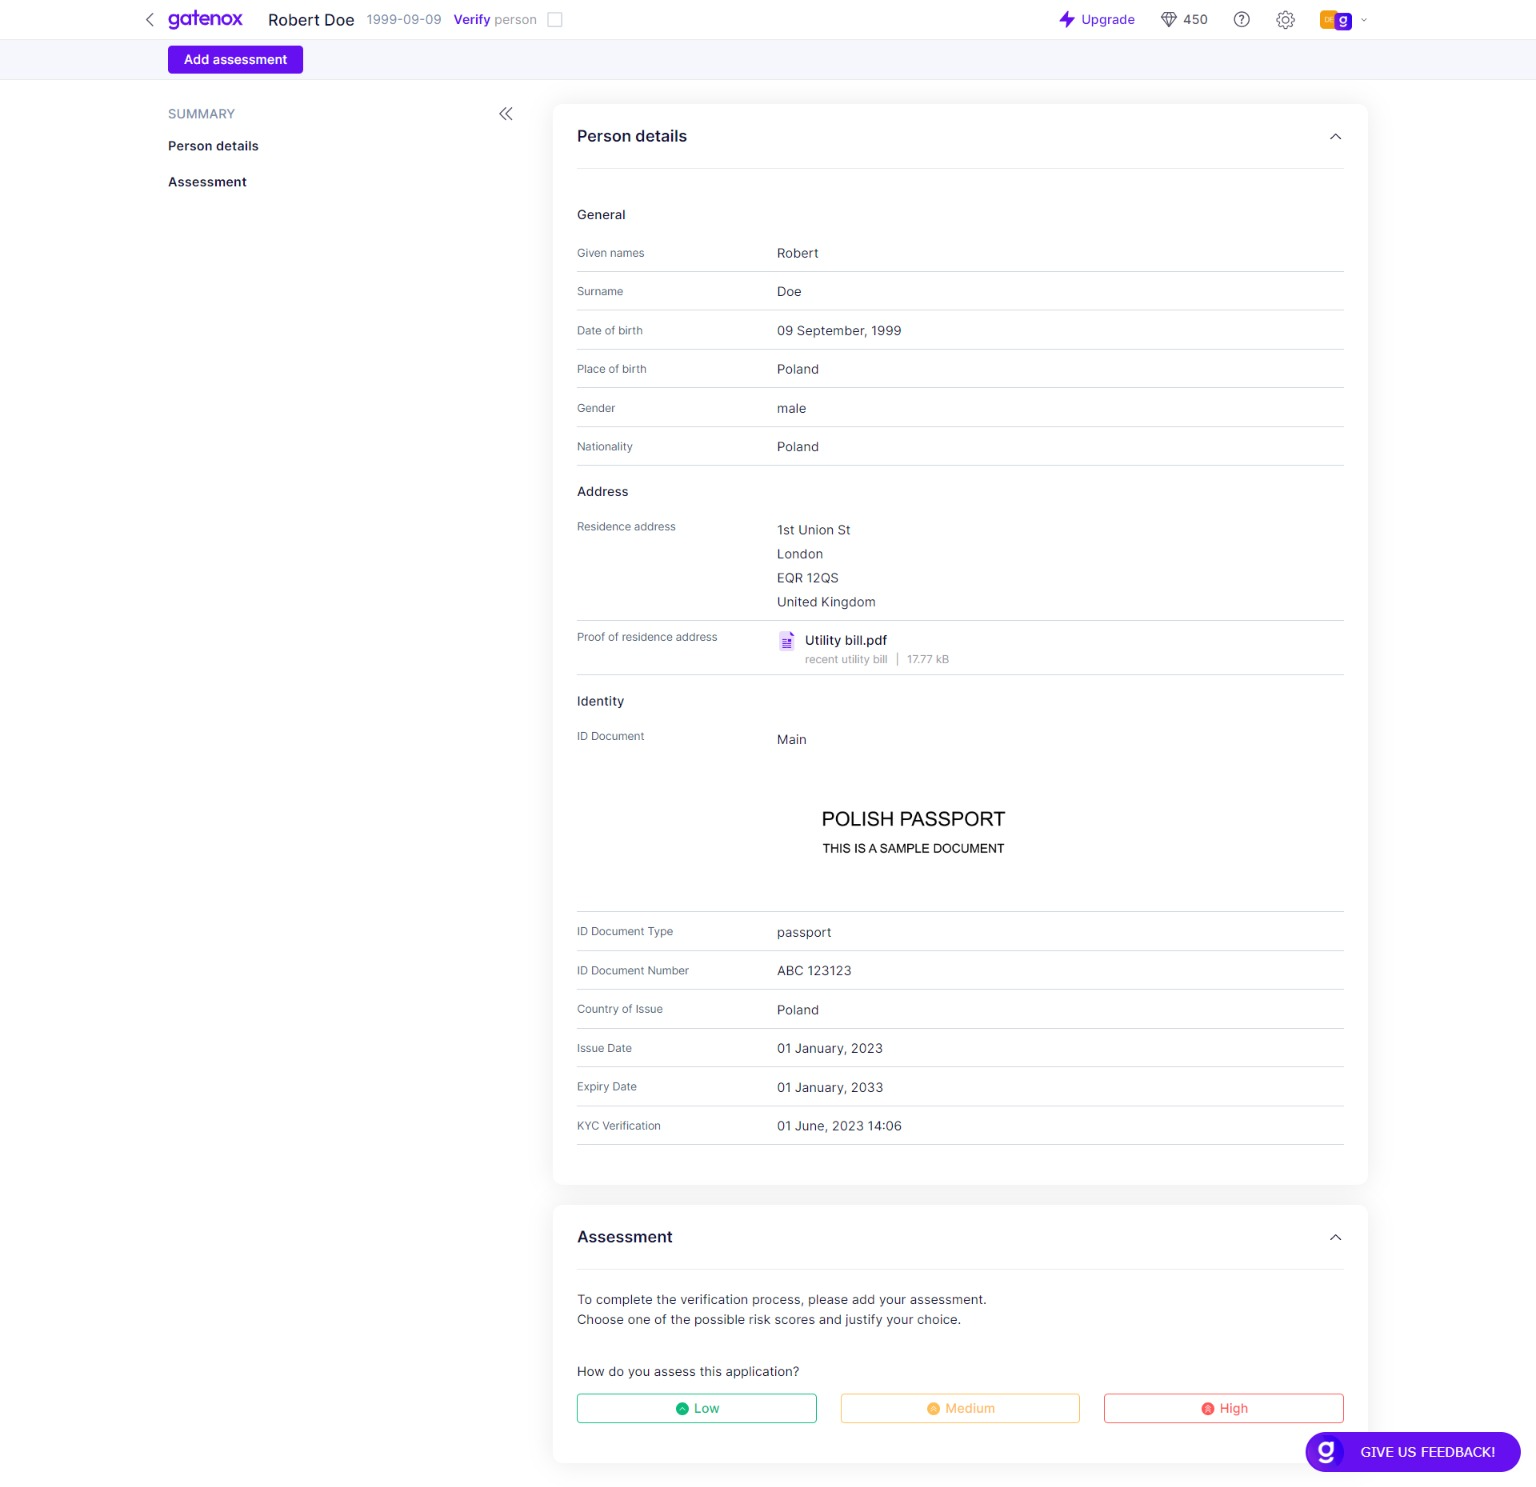 gatenox Robert Doe 1999-09-09 Verify person Upgrade 450
Add assessment
SUMMARY
Person details
Assessment
Person details
General
Given names Robert
Surname Doe
Date of birth 09 September, 1999
Place of birth Poland
Gender male
Nationality Poland
Address
Residence address 1st Union St
London
EQR 12QS
United Kingdom
Proof of residence address Utility bill.pdf
recent utility bill | 17.77 kB
Identity
ID Document Main
POLISH PASSPORT
THIS IS A SAMPLE DOCUMENT
ID Document Type passport
ID Document Number ABC 123123
Country of Issue Poland
Issue Date 01 January, 2023
Expiry Date 01 January, 2033
KYC Verification 01 June, 2023 14:06
Assessment
To complete the verification process, please add your assessment.
Choose one of the possible risk scores and justify your choice.
How do you assess this application?
Low Medium High
g GIVE US FEEDBACK!